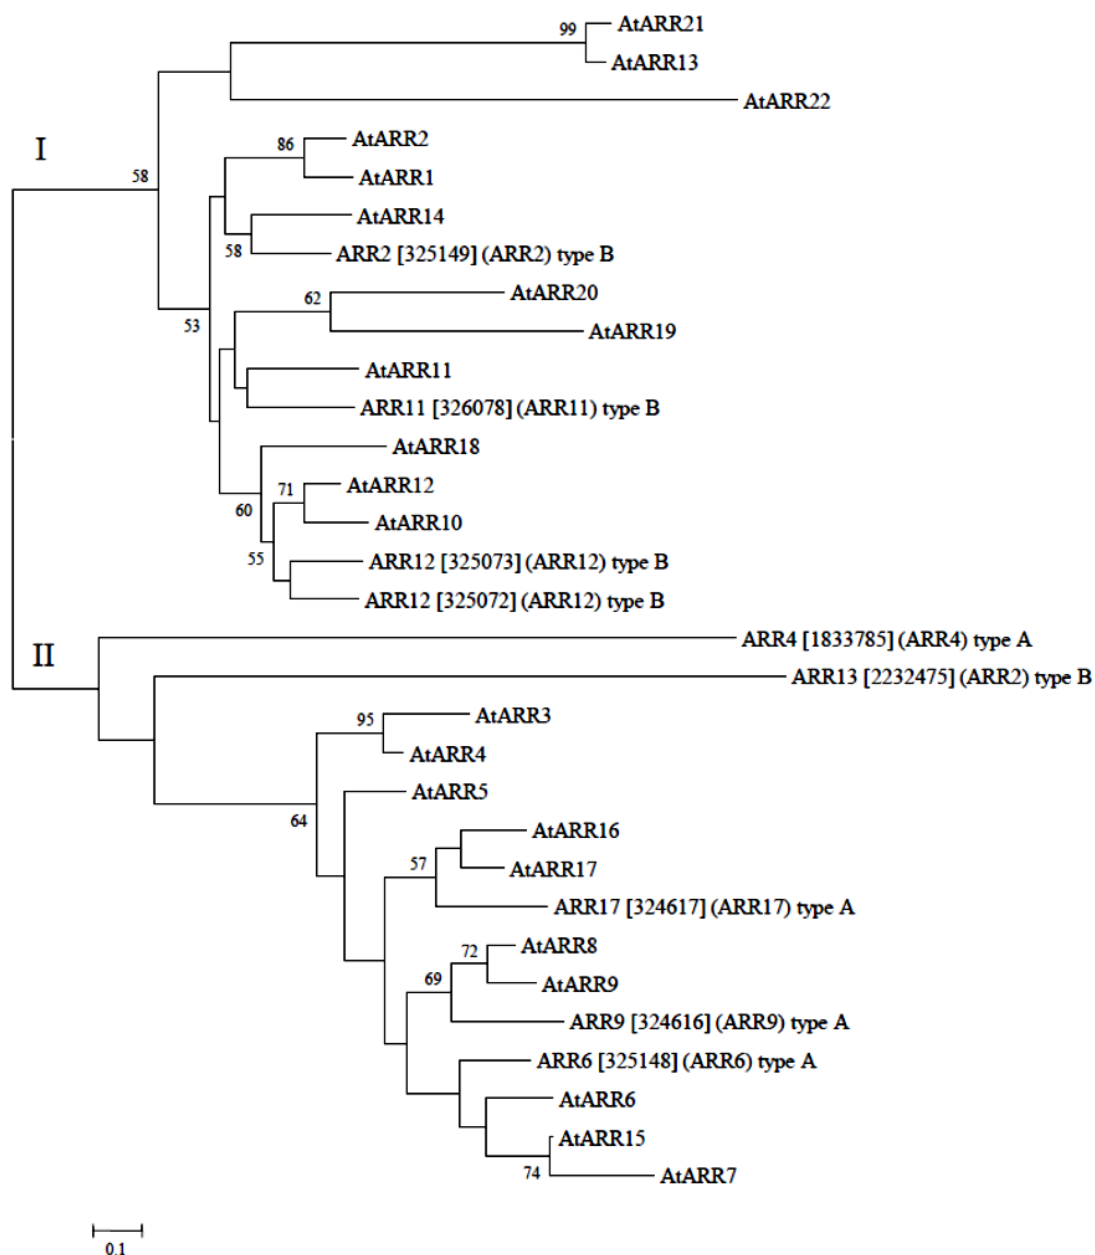 99
AtARR21
AtARR13
AtARR22
I
AtARR2
86
AtARR1
58
AtARR14
58
ARR2 [325149] (ARR2) type B
62
AtARR20
53
AtARR19
AtARR11
ARR11 [326078] (ARR11) type B
AtARR18
71
AtARR12
60
AtARR10
55
ARR12 [325073] (ARR12) type B
ARR12 [325072] (ARR12) type B
II
ARR4 [1833785] (ARR4) type A
ARR13 [2232475] (ARR2) type B
95
AtARR3
AtARR4
AtARR5
64
AtARR16
57
AtARR17
ARR17 [324617] (ARR17) type A
72
AtARR8
69
AtARR9
ARR9 [324616] (ARR9) type A
ARR6 [325148] (ARR6) type A
AtARR6
AtARR15
74
AtARR7
0.1